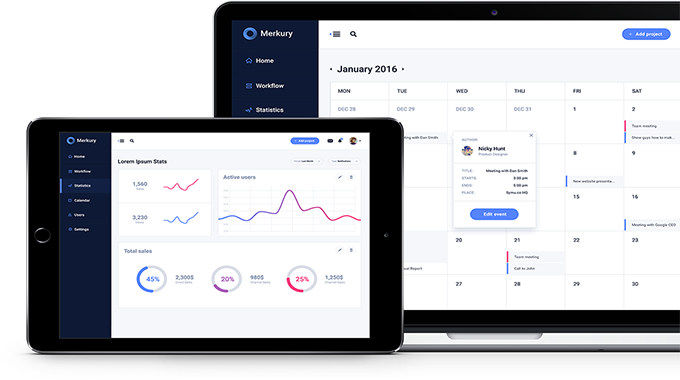 Merkury
+ Add project
Home
Workflow
Statistics
• January 2016 •
MON TUE WED THU FRI SAT
DEC 28 DEC 29 DEC 30 DEC 31 1 2
Team meeting
Show guys how to mak...
Meeting with Dan Smith
AUTHOR:
Nicky Hunt
Product Designer
TITLE: Meeting with Dan Smith
STARTS: 3:00 pm
ENDS: 5:00 pm
PLACE: Symu.co HQ
Edit event
8 9
New website presenta...
15 16
Meeting with Google CEO
20 21 22 23
Annual Report
Team meeting
Call to John
27 28 29 30
Merkury
+ Add project
Home
Workflow
Statistics
Calendar
Users
Settings
Lorem Ipsum Stats
1,560
3,230
Active users
Total sales
45% 2,300$
20% 980$
25% 1,250$